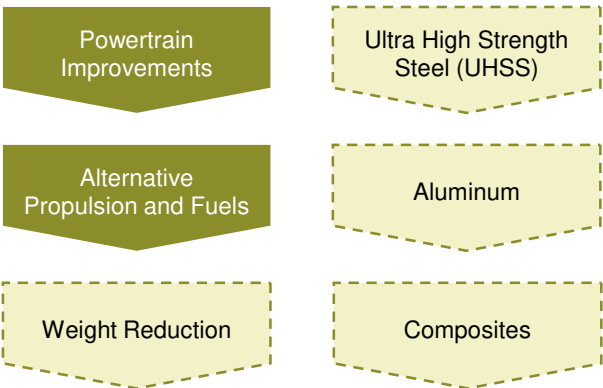 Powertrain
Improvements
Ultra High Strength
Steel (UHSS)
Alternative
Propulsion and Fuels
Aluminum
Weight Reduction
Composites